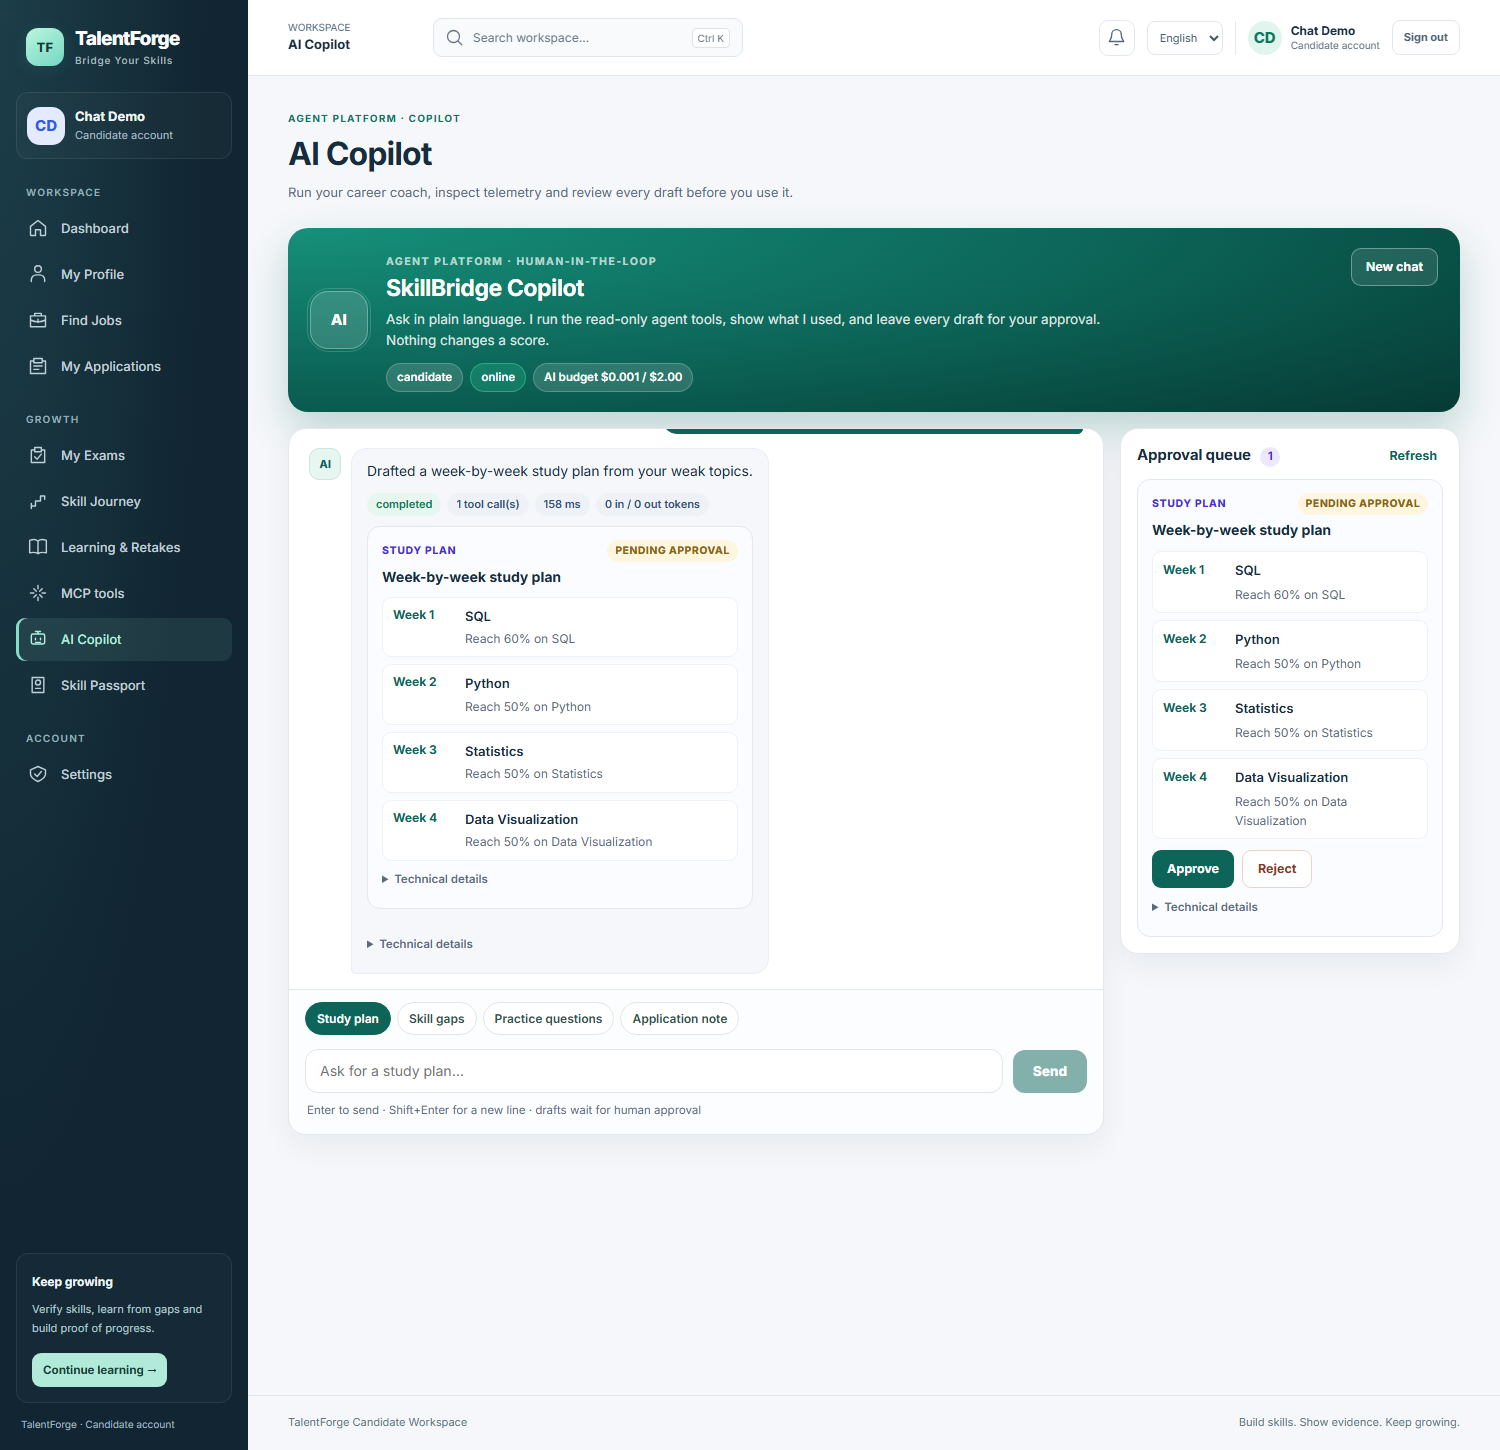 TF
TalentForge
Bridge Your Skills
CD
Chat Demo
Candidate account
WORKSPACE
Dashboard
My Profile
Find Jobs
My Applications
GROWTH
My Exams
Skill Journey
Learning & Retakes
MCP tools
AI Copilot
Skill Passport
ACCOUNT
Settings
Keep growing
Verify skills, learn from gaps and
build proof of progress.
Continue learning →
TalentForge · Candidate account
WORKSPACE
AI Copilot
Search workspace...
Ctrl K
English
CD
Chat Demo
Candidate account
Sign out
AGENT PLATFORM · COPILOT
AI Copilot
Run your career coach, inspect telemetry and review every draft before you use it.
AI
AGENT PLATFORM · HUMAN-IN-THE-LOOP
SkillBridge Copilot
Ask in plain language. I run the read-only agent tools, show what I used, and leave every draft for your approval.
Nothing changes a score.
candidate
online
AI budget $0.001 / $2.00
New chat
AI
Drafted a week-by-week study plan from your weak topics.
completed
1 tool call(s)
158 ms
0 in / 0 out tokens
STUDY PLAN
PENDING APPROVAL
Week-by-week study plan
Week 1
SQL
Reach 60% on SQL
Week 2
Python
Reach 50% on Python
Week 3
Statistics
Reach 50% on Statistics
Week 4
Data Visualization
Reach 50% on Data Visualization
Technical details
Technical details
Study plan
Skill gaps
Practice questions
Application note
Ask for a study plan...
Send
Enter to send · Shift+Enter for a new line · drafts wait for human approval
Approval queue
1
Refresh
STUDY PLAN
PENDING APPROVAL
Week-by-week study plan
Week 1
SQL
Reach 60% on SQL
Week 2
Python
Reach 50% on Python
Week 3
Statistics
Reach 50% on Statistics
Week 4
Data Visualization
Reach 50% on Data
Visualization
Approve
Reject
Technical details
TalentForge Candidate Workspace
Build skills. Show evidence. Keep growing.